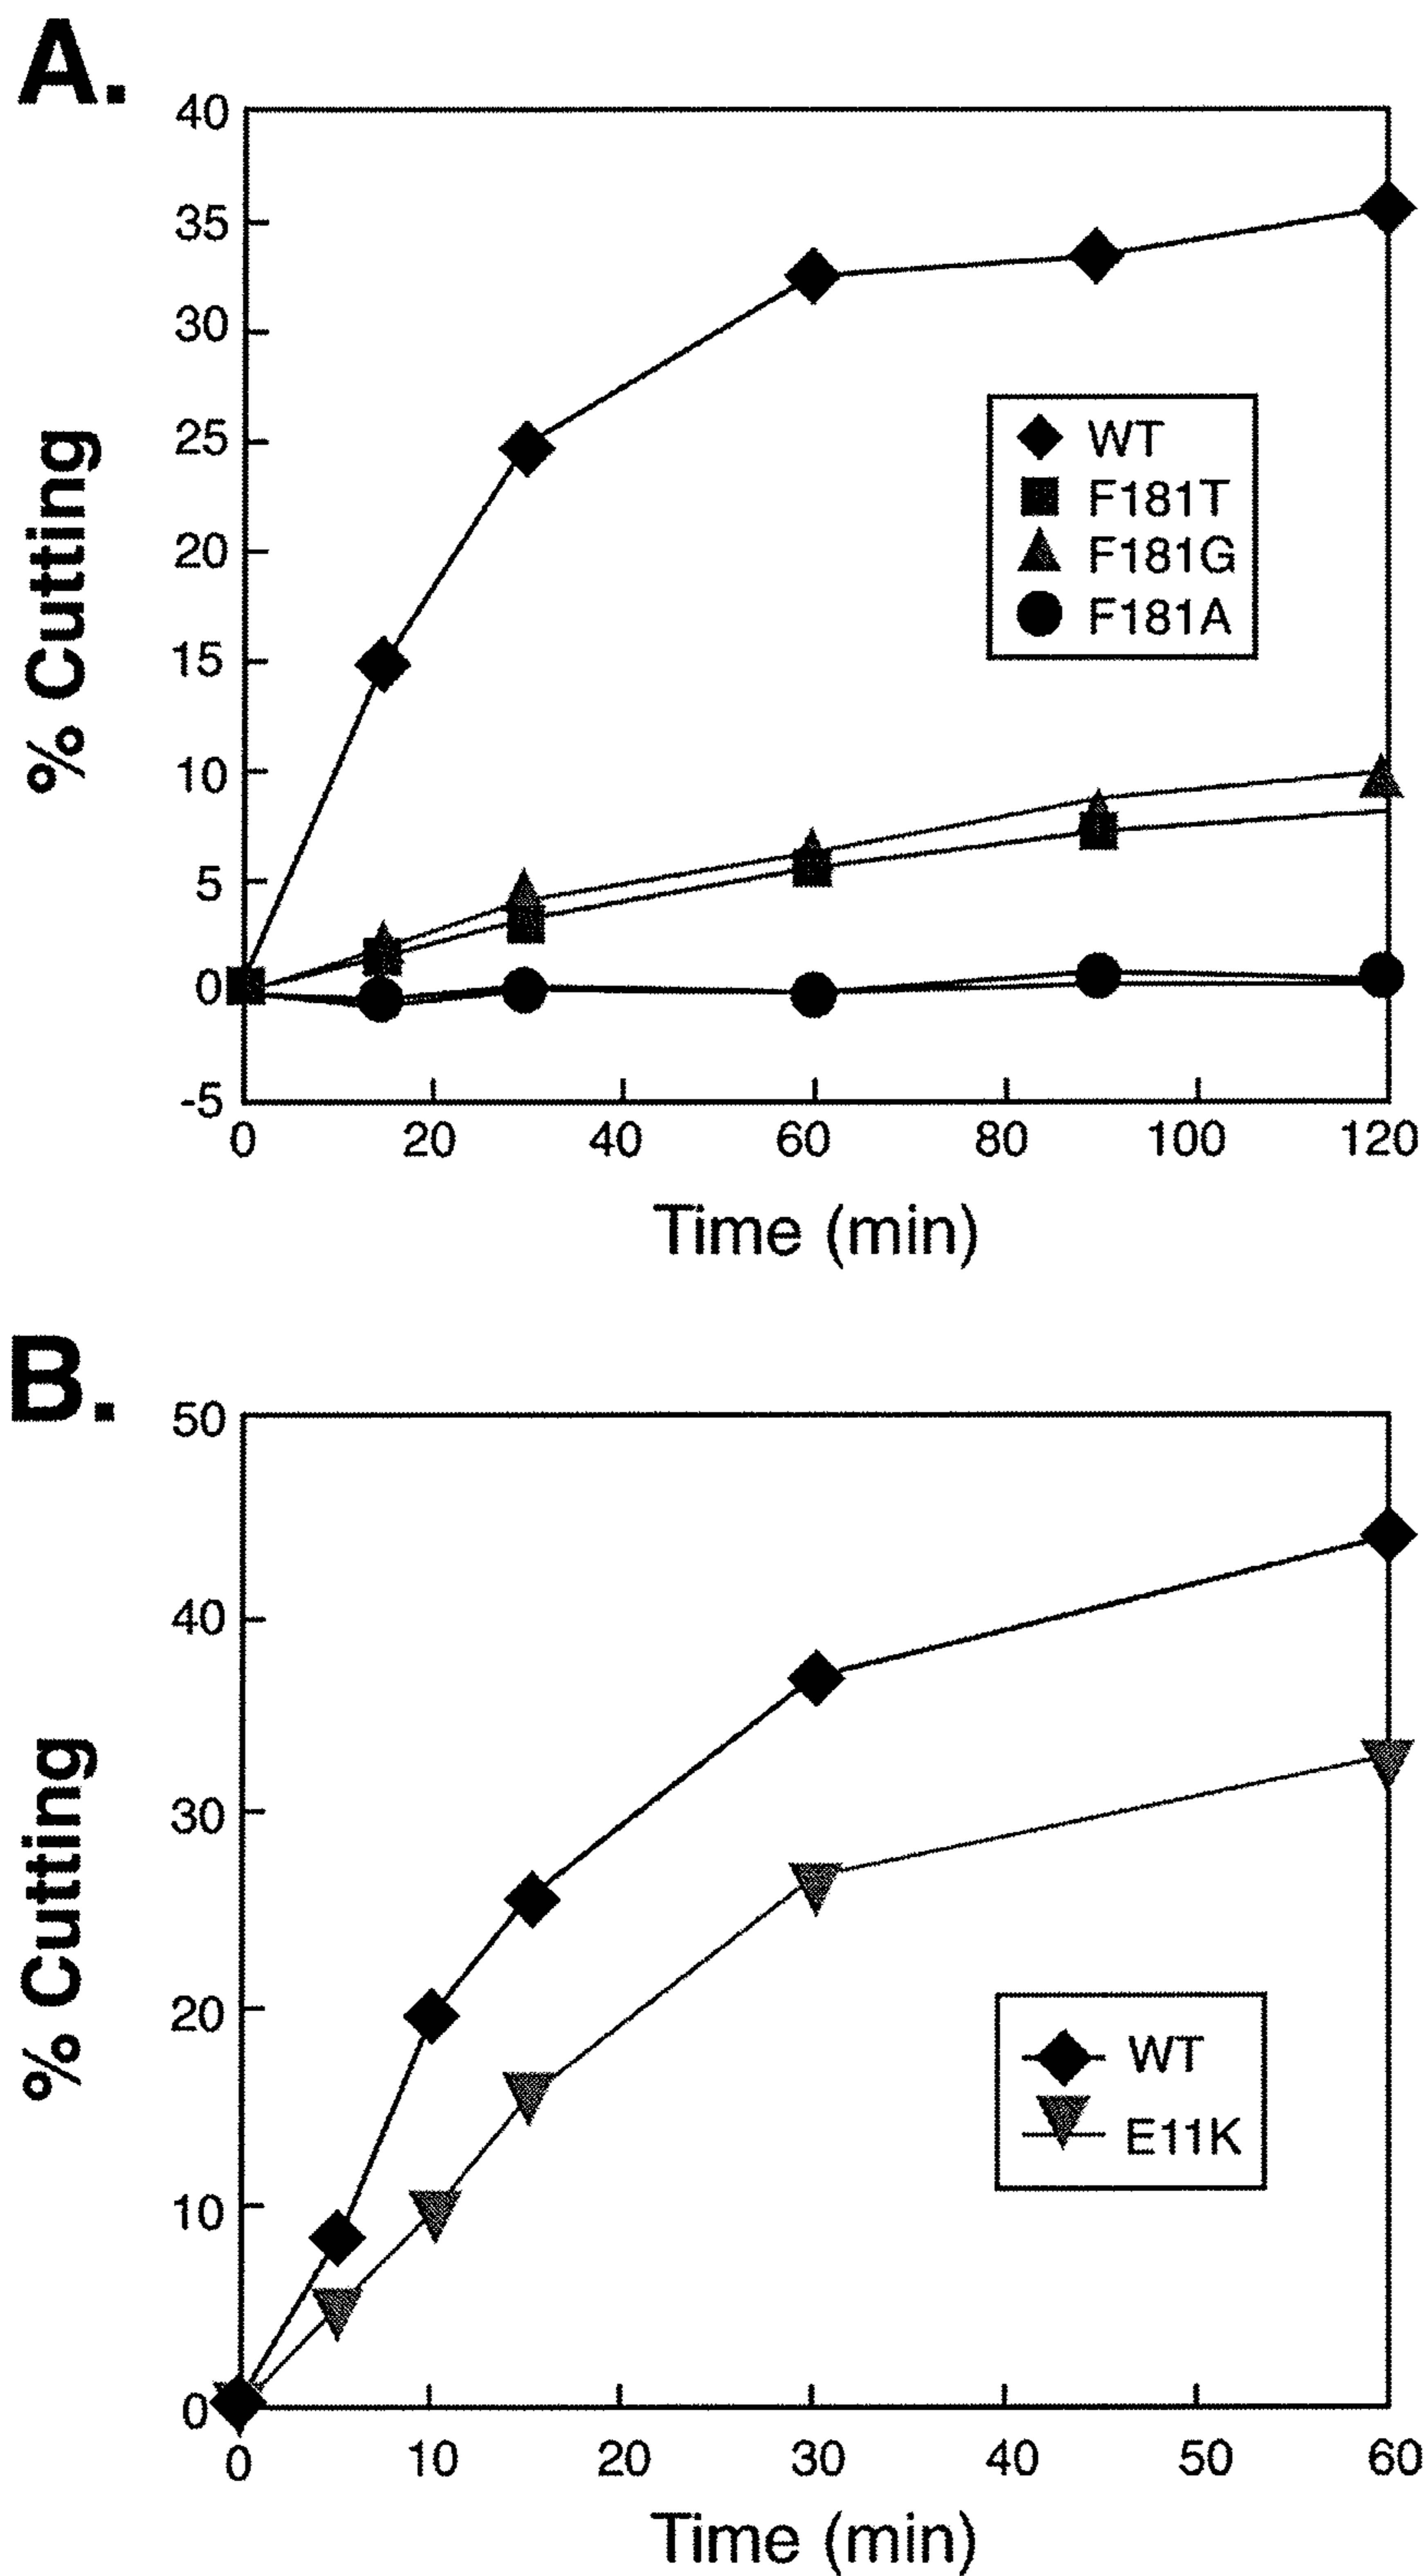 A.
40
35
30
25
20
15
10
5
0
-5
% Cutting
WT
F181T
F181G
F181A
0 20 40 60 80 100 120
Time (min)
B.
50
40
30
20
10
0
% Cutting
WT
E11K
0 10 20 30 40 50 60
Time (min)